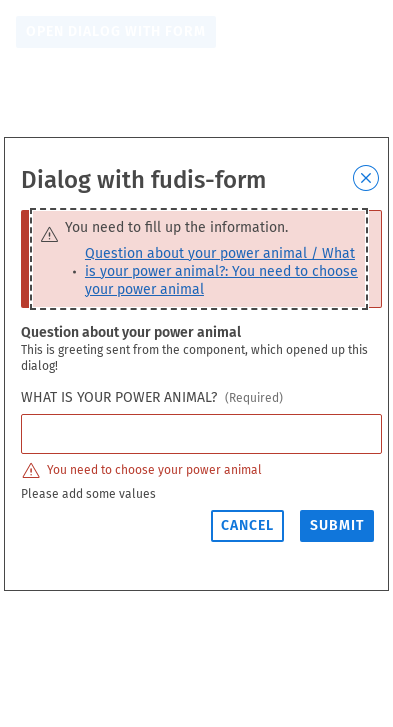 OPEN DIALOG WITH FORM
Dialog with fudis-form
You need to fill up the information.
Question about your power animal / What
is your power animal?: You need to choose
your power animal
Question about your power animal
This is greeting sent from the component, which opened up this
dialog!
WHAT IS YOUR POWER ANIMAL? (Required)
You need to choose your power animal
Please add some values
CANCEL SUBMIT